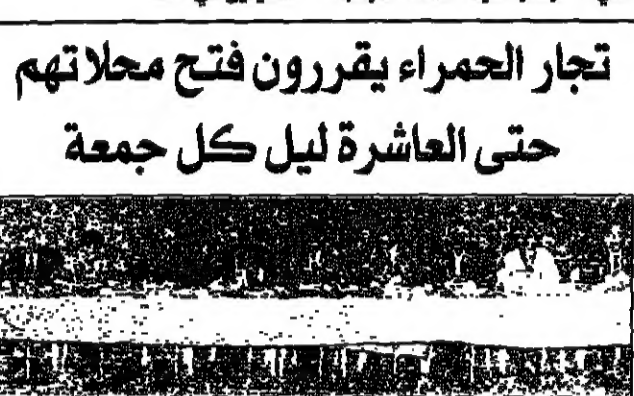 تجار الحمراء يقررون فتح محلاتهم
حتى العاشرة ليل كل جمعة